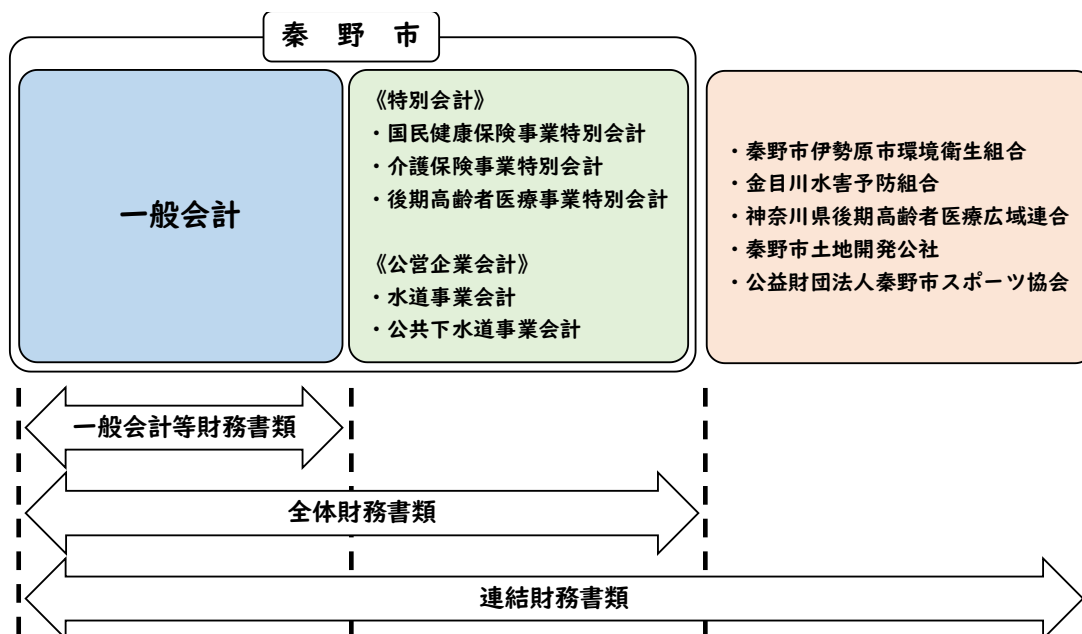 秦 野 市
一般会計
《特別会計》
・国民健康保険事業特別会計
・介護保険事業特別会計
・後期高齢者医療事業特別会計
《公営企業会計》
・水道事業会計
・公共下水道事業会計
・秦野市伊勢原市環境衛生組合
・金目川水害予防組合
・神奈川県後期高齢者医療広域連合
・秦野市土地開発公社
・公益財団法人秦野市スポーツ協会
一般会計等財務書類
全体財務書類
連結財務書類